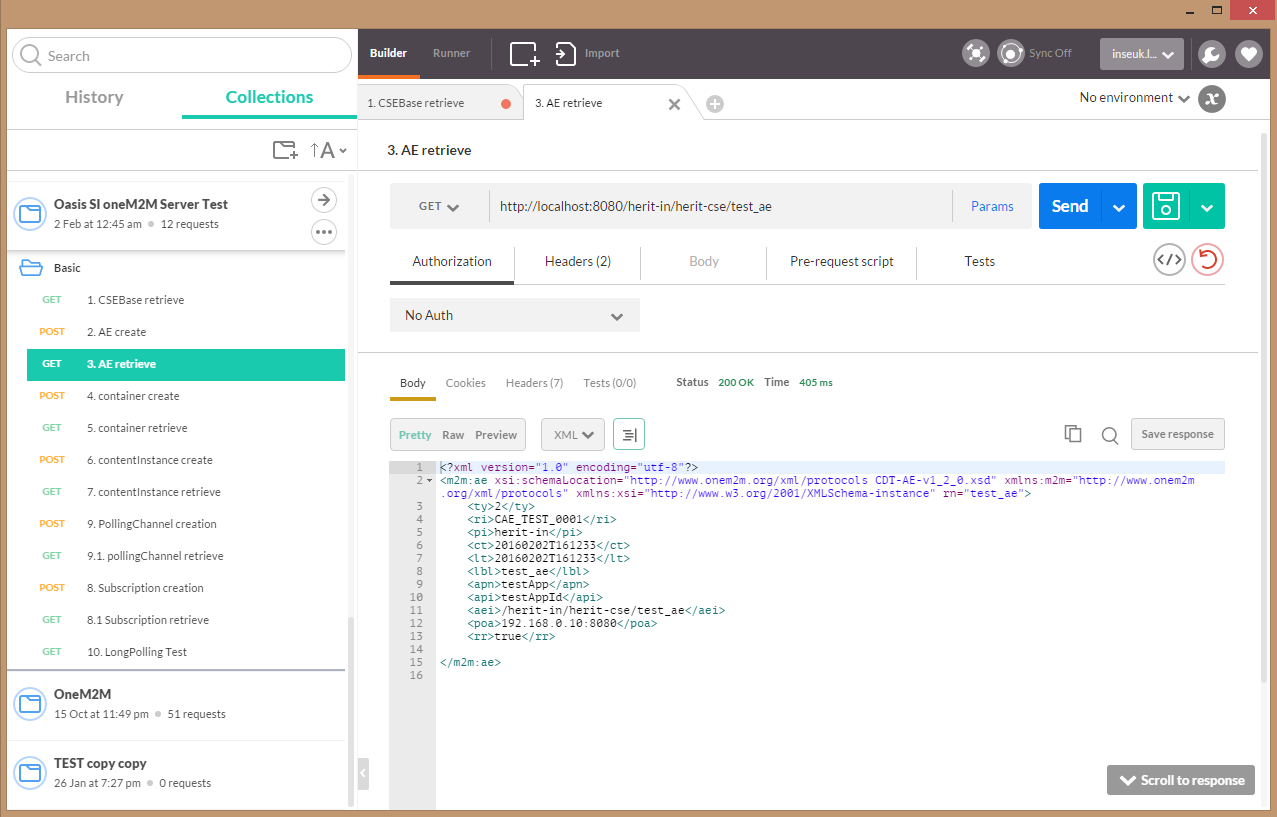 Search
History
Collections
↑A
Oasis SI oneM2M Server Test
2 Feb at 12:45 am 12 requests
Basic
GET 1. CSEBase retrieve
POST 2. AE create
GET 3. AE retrieve
POST 4. container create
GET 5. container retrieve
POST 6. contentInstance create
GET 7. contentInstance retrieve
POST 9. PollingChannel creation
GET 9.1. pollingChannel retrieve
POST 8. Subscription creation
GET 8.1 Subscription retrieve
GET 10. LongPolling Test
OneM2M
15 Oct at 11:49 pm 51 requests
TEST copy copy
26 Jan at 7:27 pm 0 requests
Builder Runner Import Sync Off inseuk.l...
1. CSEBase retrieve 3. AE retrieve No environment x
3. AE retrieve
GET http://localhost:8080/herit-in/herit-cse/test_ae Params Send
Authorization Headers (2) Body Pre-request script Tests </>
No Auth
Body Cookies Headers (7) Tests (0/0) Status 200 OK Time 405 ms
Pretty Raw Preview XML Save response
1 <?xml version="1.0" encoding="utf-8"?>
2 <m2m:ae xsi:schemaLocation="http://www.onem2m.org/xml/protocols CDT-AE-v1_2_0.xsd" xmlns:m2m="http://www.onem2m
.org/xml/protocols" xmlns:xsi="http://www.w3.org/2001/XMLSchema-instance" rn="test_ae">
3 <ty>2</ty>
4 <ri>CAE_TEST_0001</ri>
5 <pi>herit-in</pi>
6 <ct>20160202T161233</ct>
7 <lt>20160202T161233</lt>
8 <lbl>test_ae</lbl>
9 <apn>testApp</apn>
10 <api>testAppId</api>
11 <aei>/herit-in/herit-cse/test_ae</aei>
12 <poa>192.168.0.10:8080</poa>
13 <rr>true</rr>
14
15 </m2m:ae>
16
Scroll to response